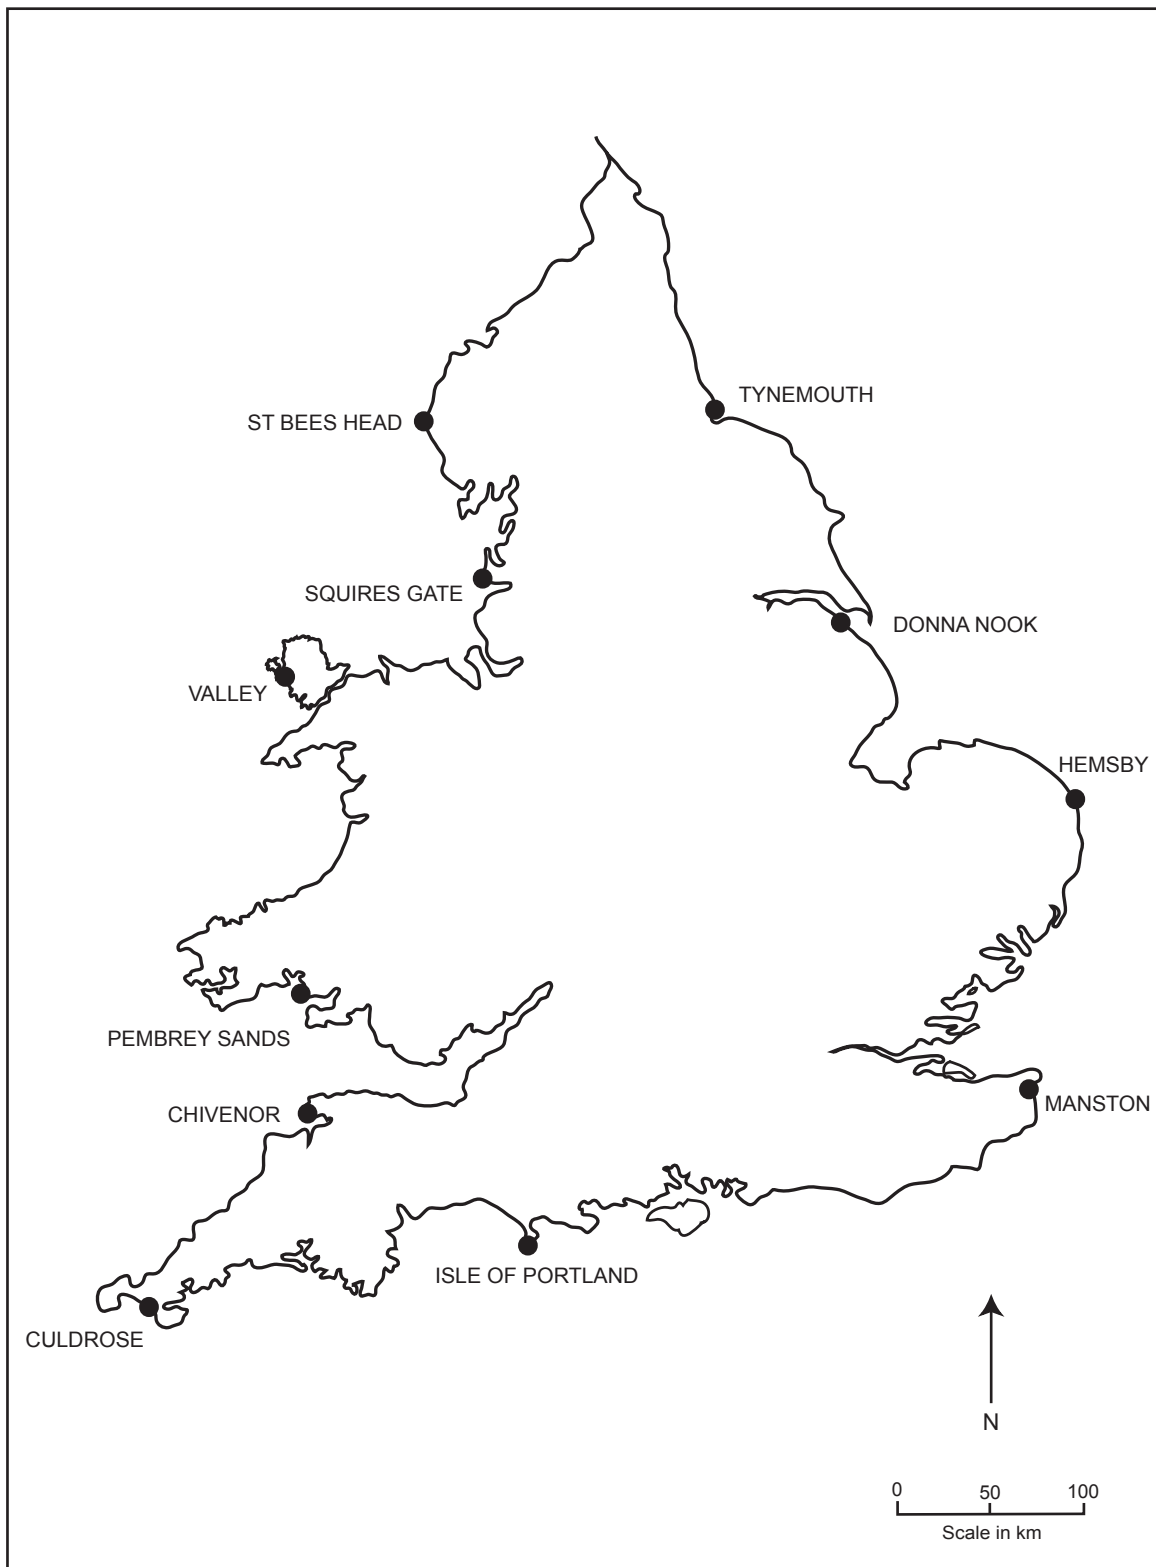 TYNEMOUTH
ST BEES HEAD
SQUIRES GATE
DONNA NOOK
VALLEY
HEMSBY
PEMBREY SANDS
MANSTON
CHIVENOR
ISLE OF PORTLAND
CULDROSE
N
0 50 100
Scale in km